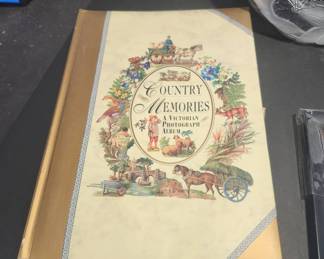 COUNTRY
MEMORIES
A VICTORIAN
PHOTOGRAPH
ALBUM